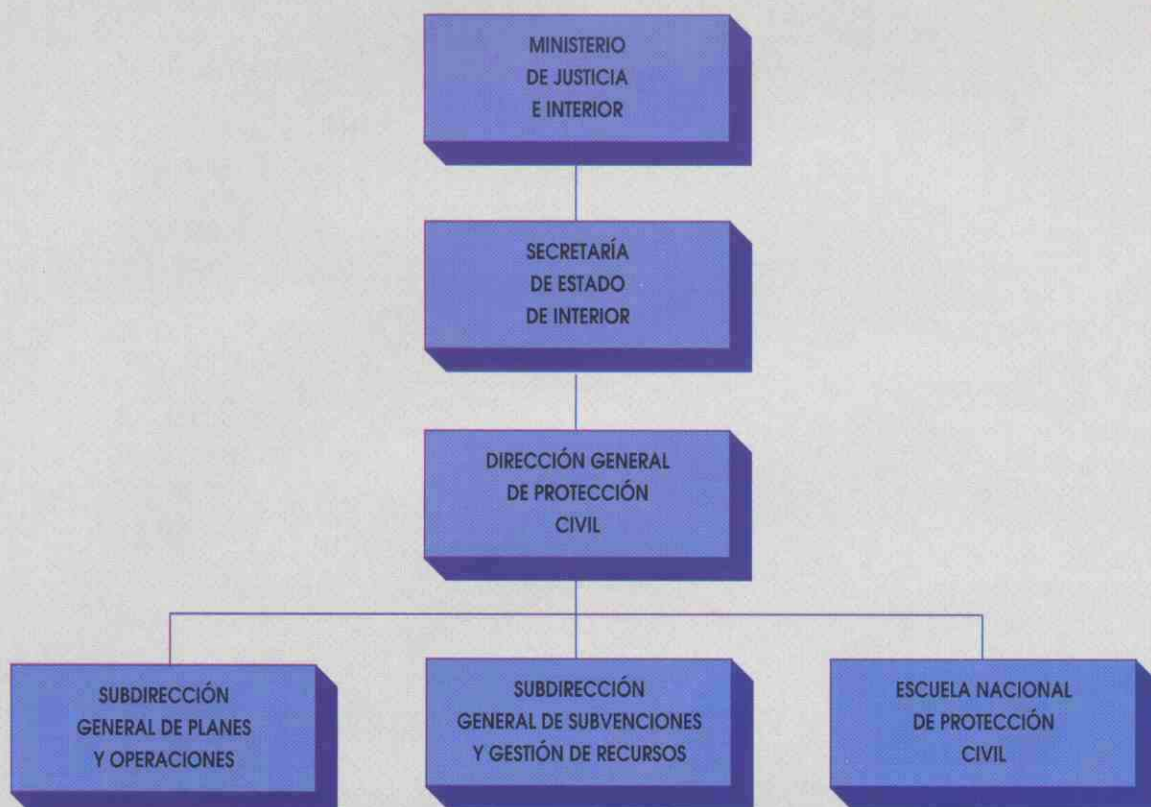 MINISTERIO
DE JUSTICIA
E INTERIOR
SECRETARÍA
DE ESTADO
DE INTERIOR
DIRECCIÓN GENERAL
DE PROTECCIÓN
CIVIL
SUBDIRECCIÓN
GENERAL DE PLANES
Y OPERACIONES
SUBDIRECCIÓN
GENERAL DE SUBVENCIONES
Y GESTIÓN DE RECURSOS
ESCUELA NACIONAL
DE PROTECCIÓN
CIVIL